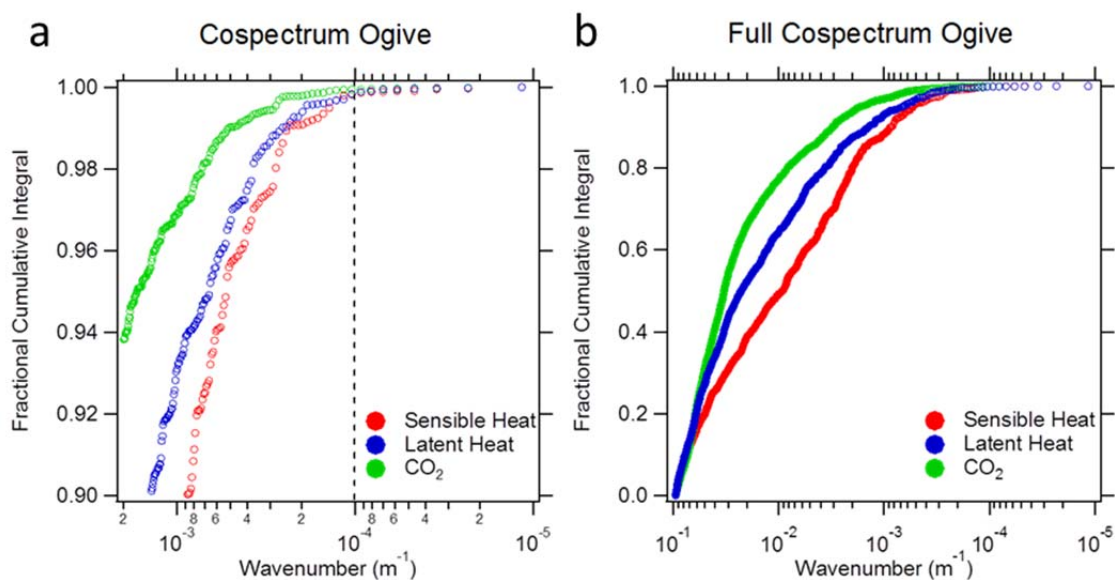 a
Cospectrum Ogive
Fractional Cumulative Integral
1.00
0.98
0.96
0.94
0.92
0.90
Sensible Heat
Latent Heat
CO₂
2
10⁻³
8
6
4
2
10⁻⁴
8
6
4
2
10⁻⁵
Wavenumber (m⁻¹)
b
Full Cospectrum Ogive
Fractional Cumulative Integral
1.0
0.8
0.6
0.4
0.2
0.0
Sensible Heat
Latent Heat
CO₂
10⁻¹
10⁻²
10⁻³
10⁻⁴
10⁻⁵
Wavenumber (m⁻¹)